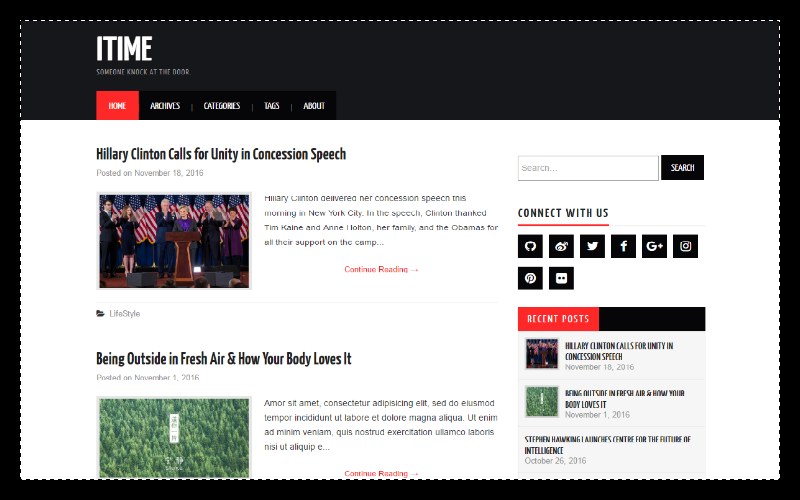 ITIME
SOMEONE KNOCK AT THE DOOR
HOME
ARCHIVES
CATEGORIES
TAGS
ABOUT
Hillary Clinton Calls for Unity in Concession Speech
Posted on November 18, 2016
Hillary Clinton delivered her concession speech this
morning in New York City. In the speech, Clinton thanked
Tim Kaine and Anne Holton, her family, and the Obamas for
all their support on the camp...
Continue Reading →
LifeStyle
Being Outside in Fresh Air & How Your Body Loves It
Posted on November 1, 2016
Amor sit amet, consectetur adipisicing elit, sed do eiusmod
tempor incididunt ut labore et dolore magna aliqua. Ut enim
ad minim veniam, quis nostrud exercitation ullamco laboris
nisi ut aliquip e...
Continue Reading →
Search...
SEARCH
CONNECT WITH US
RECENT POSTS
HILLARY CLINTON CALLS FOR UNITY IN
CONCESSION SPEECH
November 18, 2016
BEING OUTSIDE IN FRESH AIR & HOW YOUR
BODY LOVES IT
November 1, 2016
STEPHEN HAWKING LAUNCHES CENTRE FOR THE FUTURE OF
INTELLIGENCE
October 26, 2016